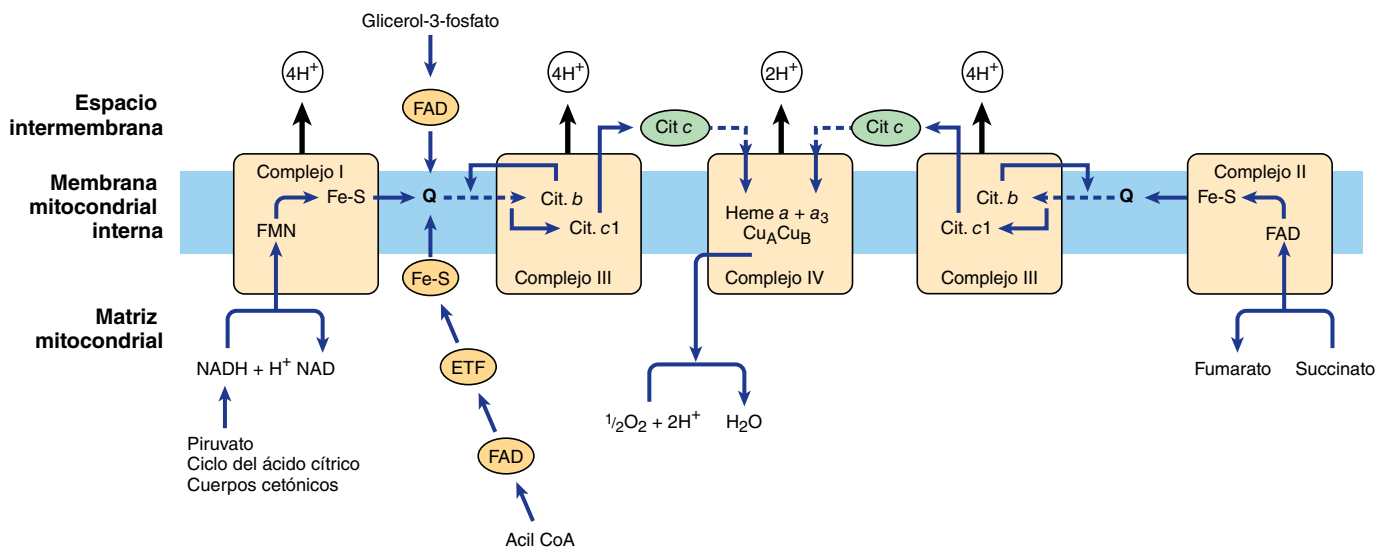 Glicerol-3-fosfato
4H+
4H+
2H+
4H+
Espacio
intermembrana
FAD
Cit c
Cit c
Membrana
mitocondrial
interna
Complejo I
Fe-S
FMN
Q
Cit. b
Cit. c1
Complejo III
Heme a + a3
CuACuB
Complejo IV
Cit. b
Cit. c1
Complejo III
Q
Complejo II
Fe-S
FAD
Fe-S
Matriz
mitocondrial
NADH + H+ NAD
ETF
Fumarato
Succinato
1/2O2 + 2H+
H2O
Piruvato
Ciclo del ácido cítrico
Cuerpos cetónicos
FAD
Acil CoA